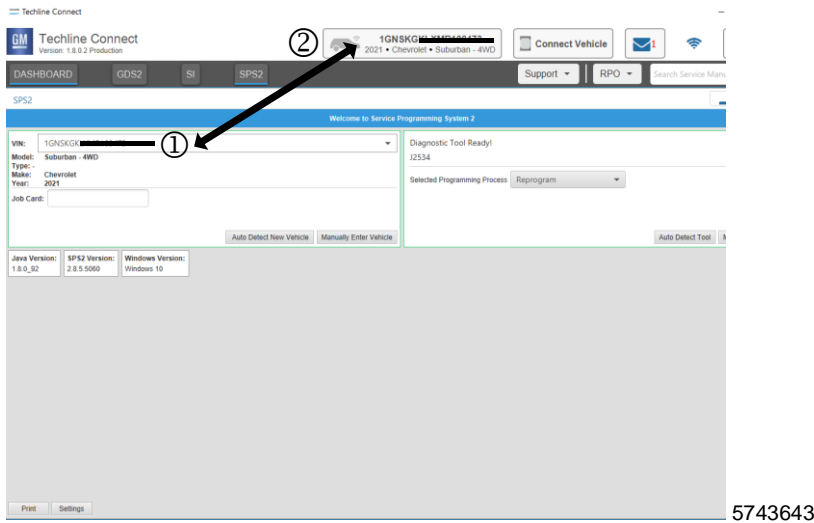 Techline Connect
GM Techline Connect
Version: 1.8.0.2 Production
② 1GNSKG
2021 • Chevrolet • Suburban - 4WD
Connect Vehicle
1
DASHBOARD GDS2 SI SPS2 Support RPO Search Service Manu
SPS2
Welcome to Service Programming System 2
VIN: 1GNSKGK ①
Model: Suburban - 4WD
Type: -
Make: Chevrolet
Year: 2021
Job Card:
Auto Detect New Vehicle Manually Enter Vehicle
Diagnostic Tool Ready!
J2534
Selected Programming Process Reprogram
Auto Detect Tool
Java Version: SPS2 Version: Windows Version:
1.8.0_92 2.8.5.5060 Windows 10
Print Settings
5743643